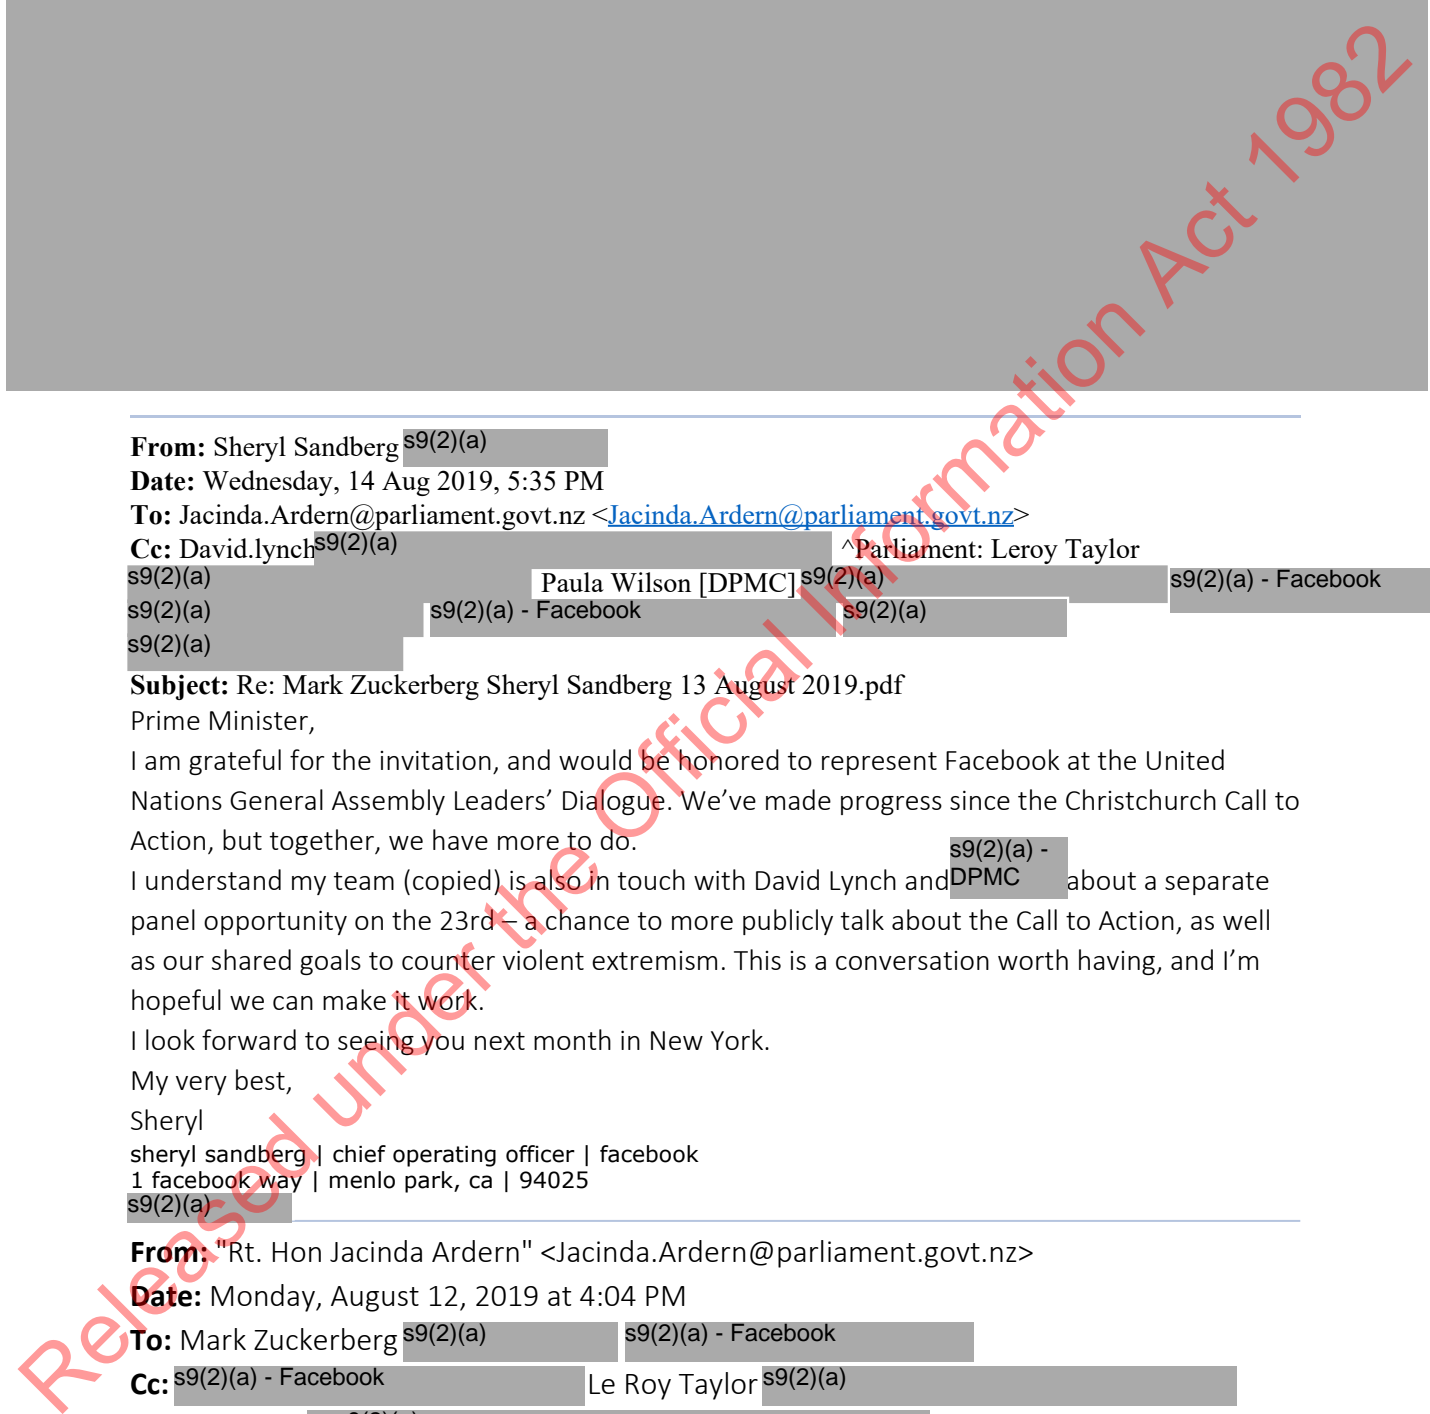 From: Sheryl Sandberg s9(2)(a)
Date: Wednesday, 14 Aug 2019, 5:35 PM
To: Jacinda.Ardern@parliament.govt.nz <Jacinda.Ardern@parliament.govt.nz>
Cc: David.lynch s9(2)(a) ^Parliament: Leroy Taylor
s9(2)(a) Paula Wilson [DPMC] s9(2)(a) s9(2)(a) - Facebook
s9(2)(a) s9(2)(a) - Facebook s9(2)(a)
s9(2)(a)
Subject: Re: Mark Zuckerberg Sheryl Sandberg 13 August 2019.pdf
Prime Minister,
I am grateful for the invitation, and would be honored to represent Facebook at the United
Nations General Assembly Leaders’ Dialogue. We’ve made progress since the Christchurch Call to
Action, but together, we have more to do.
I understand my team (copied) is also in touch with David Lynch and s9(2)(a) - DPMC about a separate
panel opportunity on the 23rd – a chance to more publicly talk about the Call to Action, as well
as our shared goals to counter violent extremism. This is a conversation worth having, and I’m
hopeful we can make it work.
I look forward to seeing you next month in New York.
My very best,
Sheryl
sheryl sandberg | chief operating officer | facebook
1 facebook way | menlo park, ca | 94025
s9(2)(a)
From: "Rt. Hon Jacinda Ardern" <Jacinda.Ardern@parliament.govt.nz>
Date: Monday, August 12, 2019 at 4:04 PM
To: Mark Zuckerberg s9(2)(a) s9(2)(a) - Facebook
Cc: s9(2)(a) - Facebook Le Roy Taylor s9(2)(a)
Released under the Official Information Act 1982